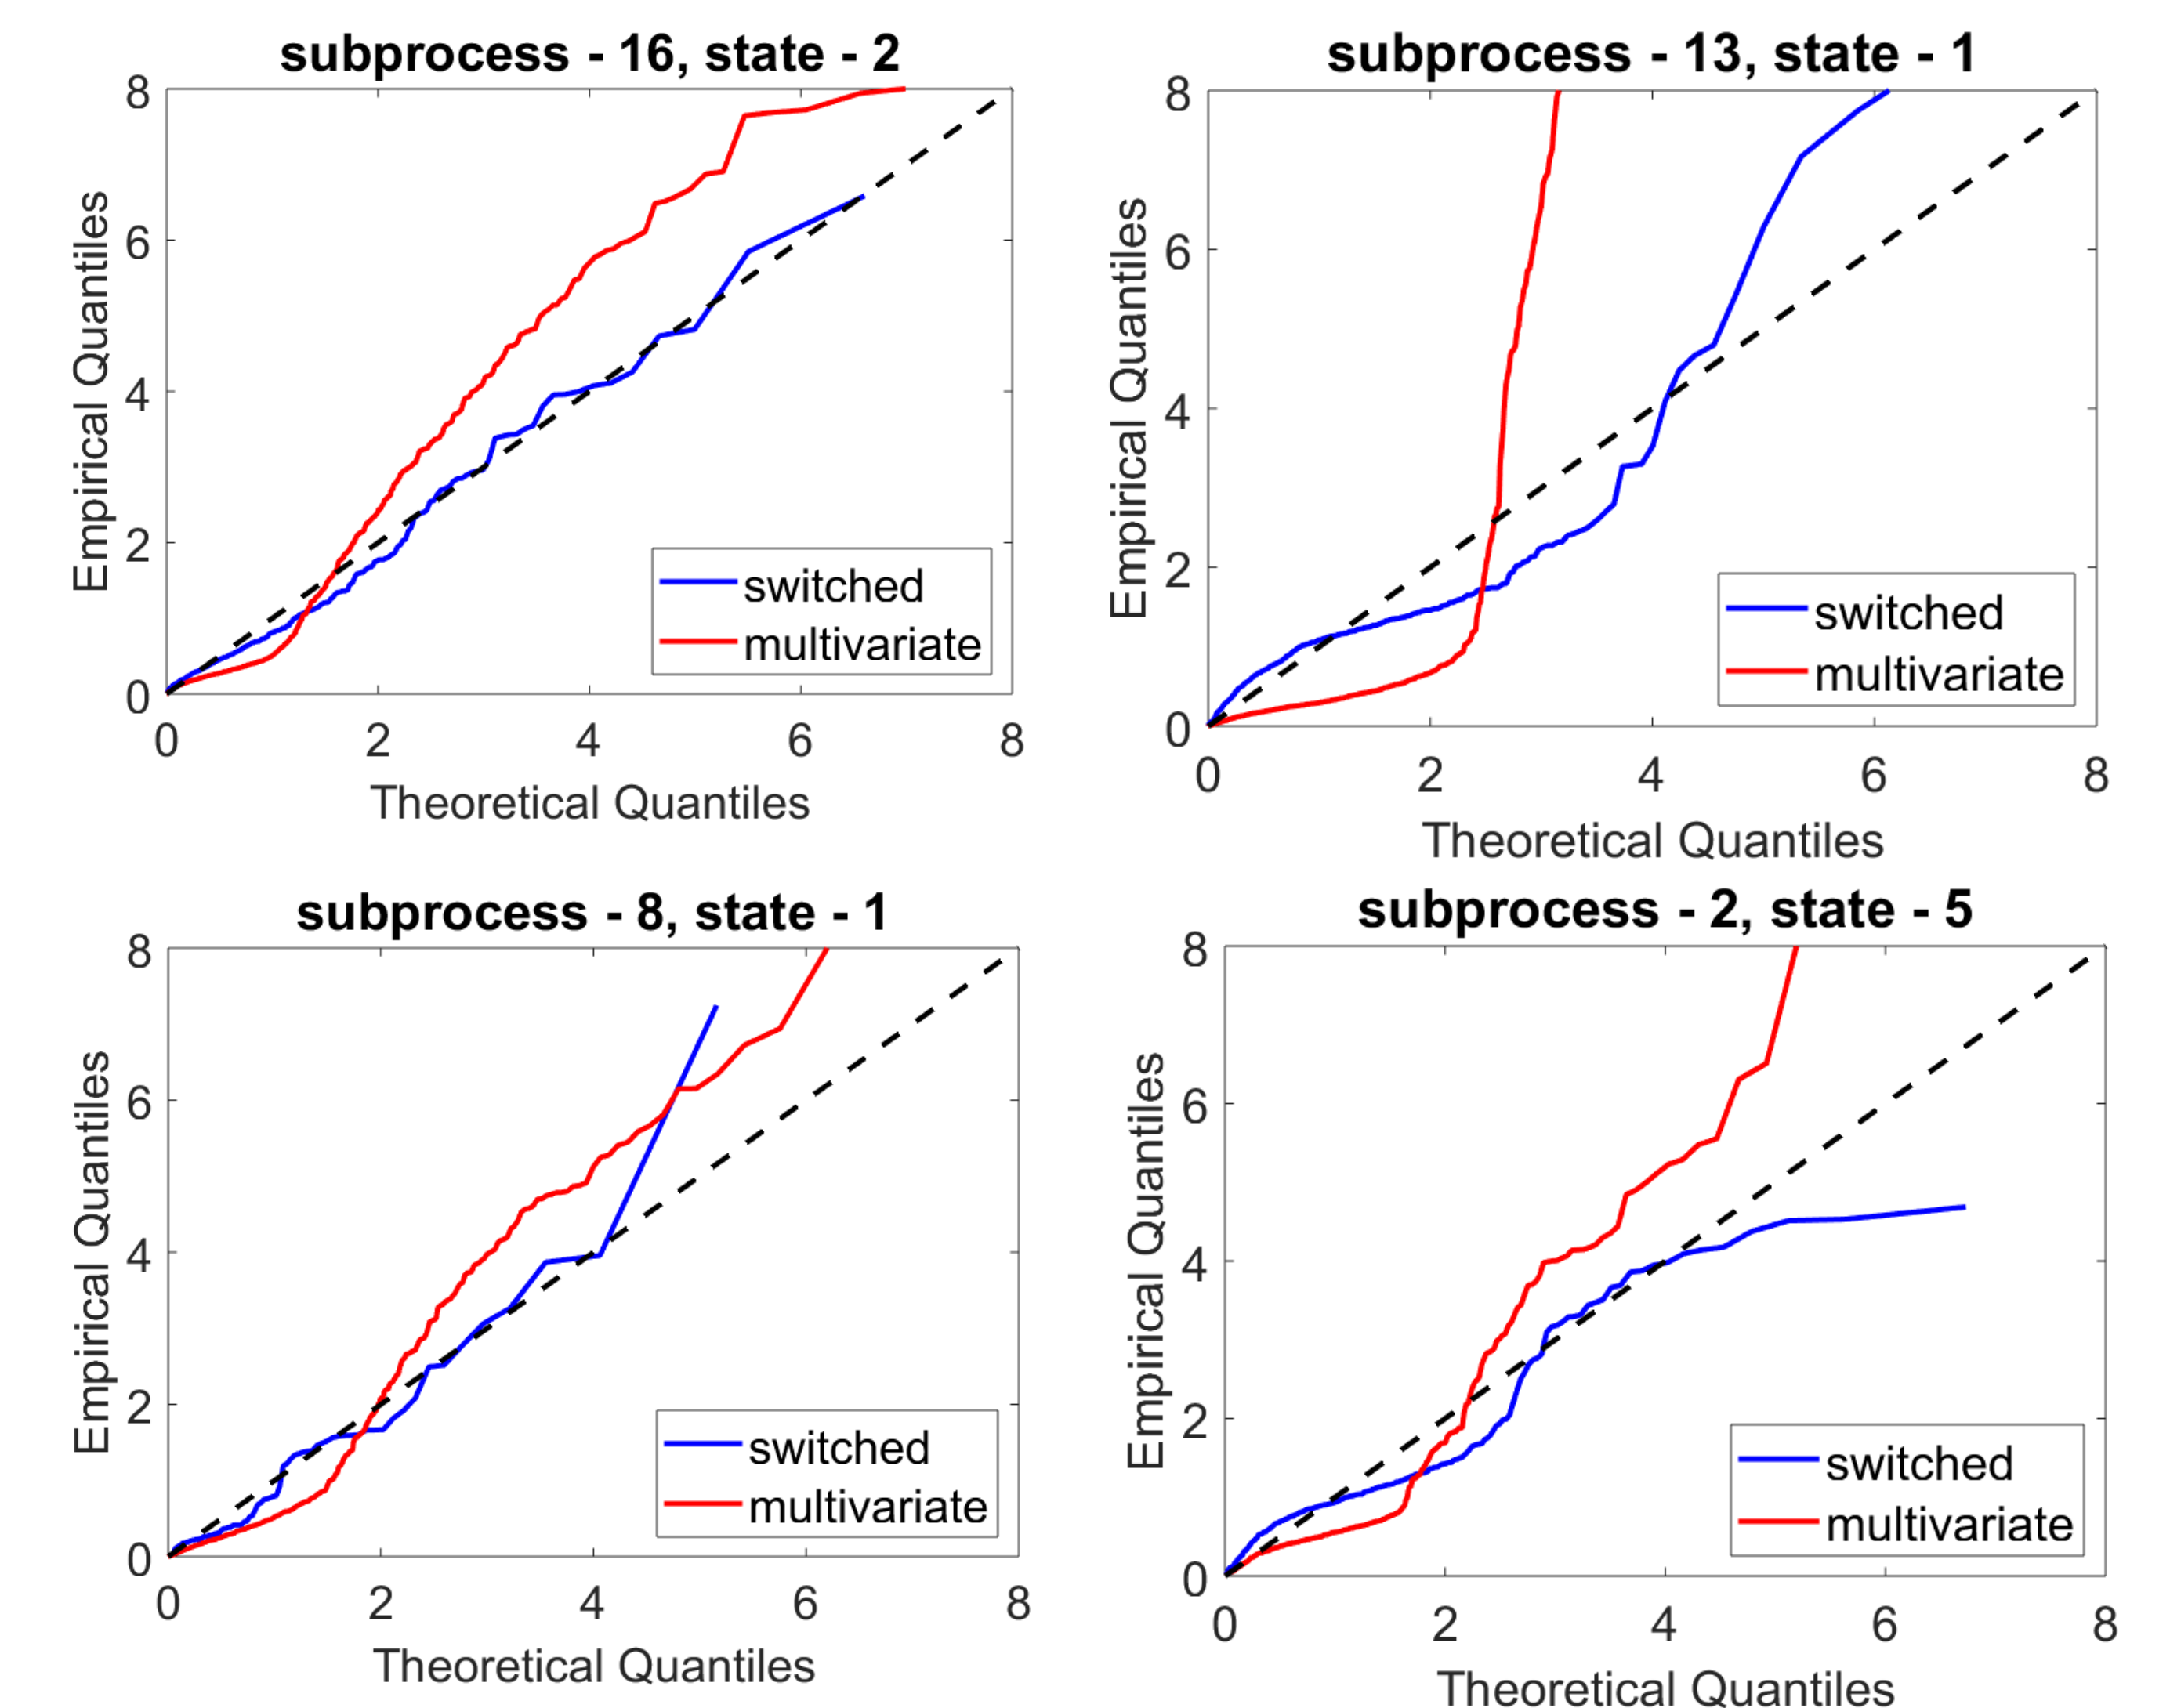 subprocess - 16, state - 2
8
6
4
2
0
Empirical Quantiles
switched
multivariate
0 2 4 6 8
Theoretical Quantiles
subprocess - 13, state - 1
8
6
4
2
0
Empirical Quantiles
switched
multivariate
0 2 4 6 8
Theoretical Quantiles
subprocess - 8, state - 1
8
6
4
2
0
Empirical Quantiles
switched
multivariate
0 2 4 6 8
Theoretical Quantiles
subprocess - 2, state - 5
8
6
4
2
0
Empirical Quantiles
switched
multivariate
0 2 4 6 8
Theoretical Quantiles